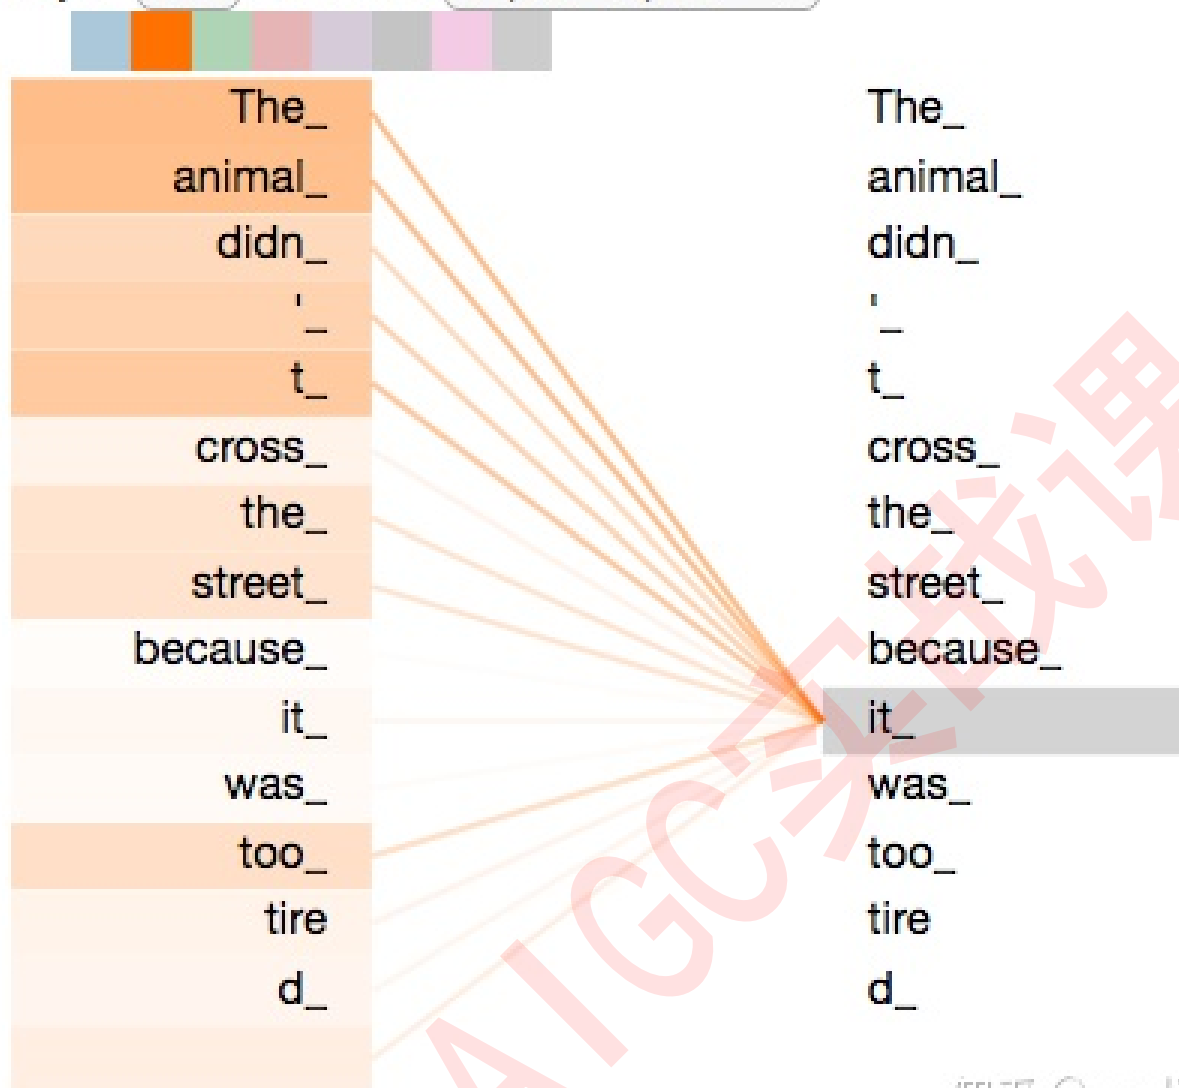 The_ The_
animal_ animal_
didn_ didn_
'_ '_
t_ t_
cross_ cross_
the_ the_
street_ street_
because_ because_
it_ it_
was_ was_
too_ too_
tire tire
d_ d_
AIGC实战课